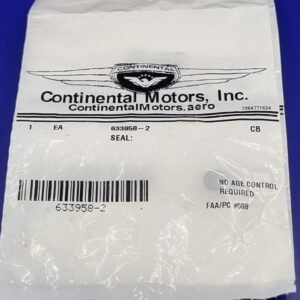 CONTINENTAL
Continental Motors, Inc.
ContinentalMotors.aero
7984771624
1 EA 633958-2 CB
SEAL:
NO AGE CONTROL
REQUIRED
633958-2
FAA/PC #508